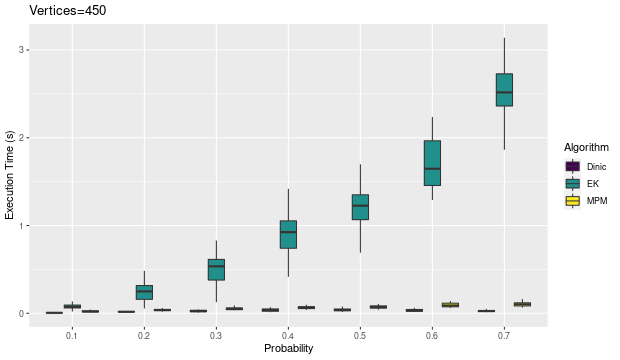 Vertices=450
Execution Time (s)
3
2
1
0
0.1 0.2 0.3 0.4 0.5 0.6 0.7
Probability
Algorithm
Dinic
EK
MPM